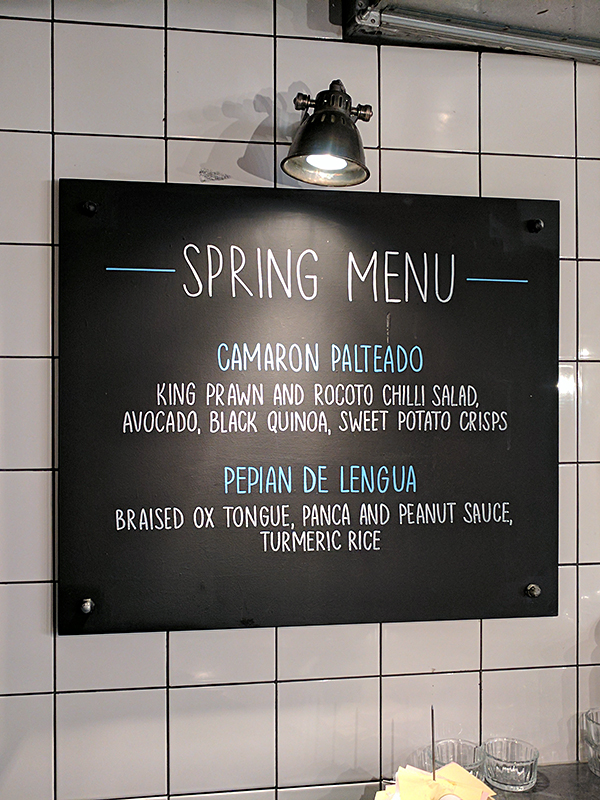 SPRING MENU
CAMARON PALTEADO
KING PRAWN AND ROCOTO CHILLI SALAD,
AVOCADO, BLACK QUINOA, SWEET POTATO CRISPS
PEPIAN DE LENGUA
BRAISED OX TONGUE, PANCA AND PEANUT SAUCE,
TURMERIC RICE